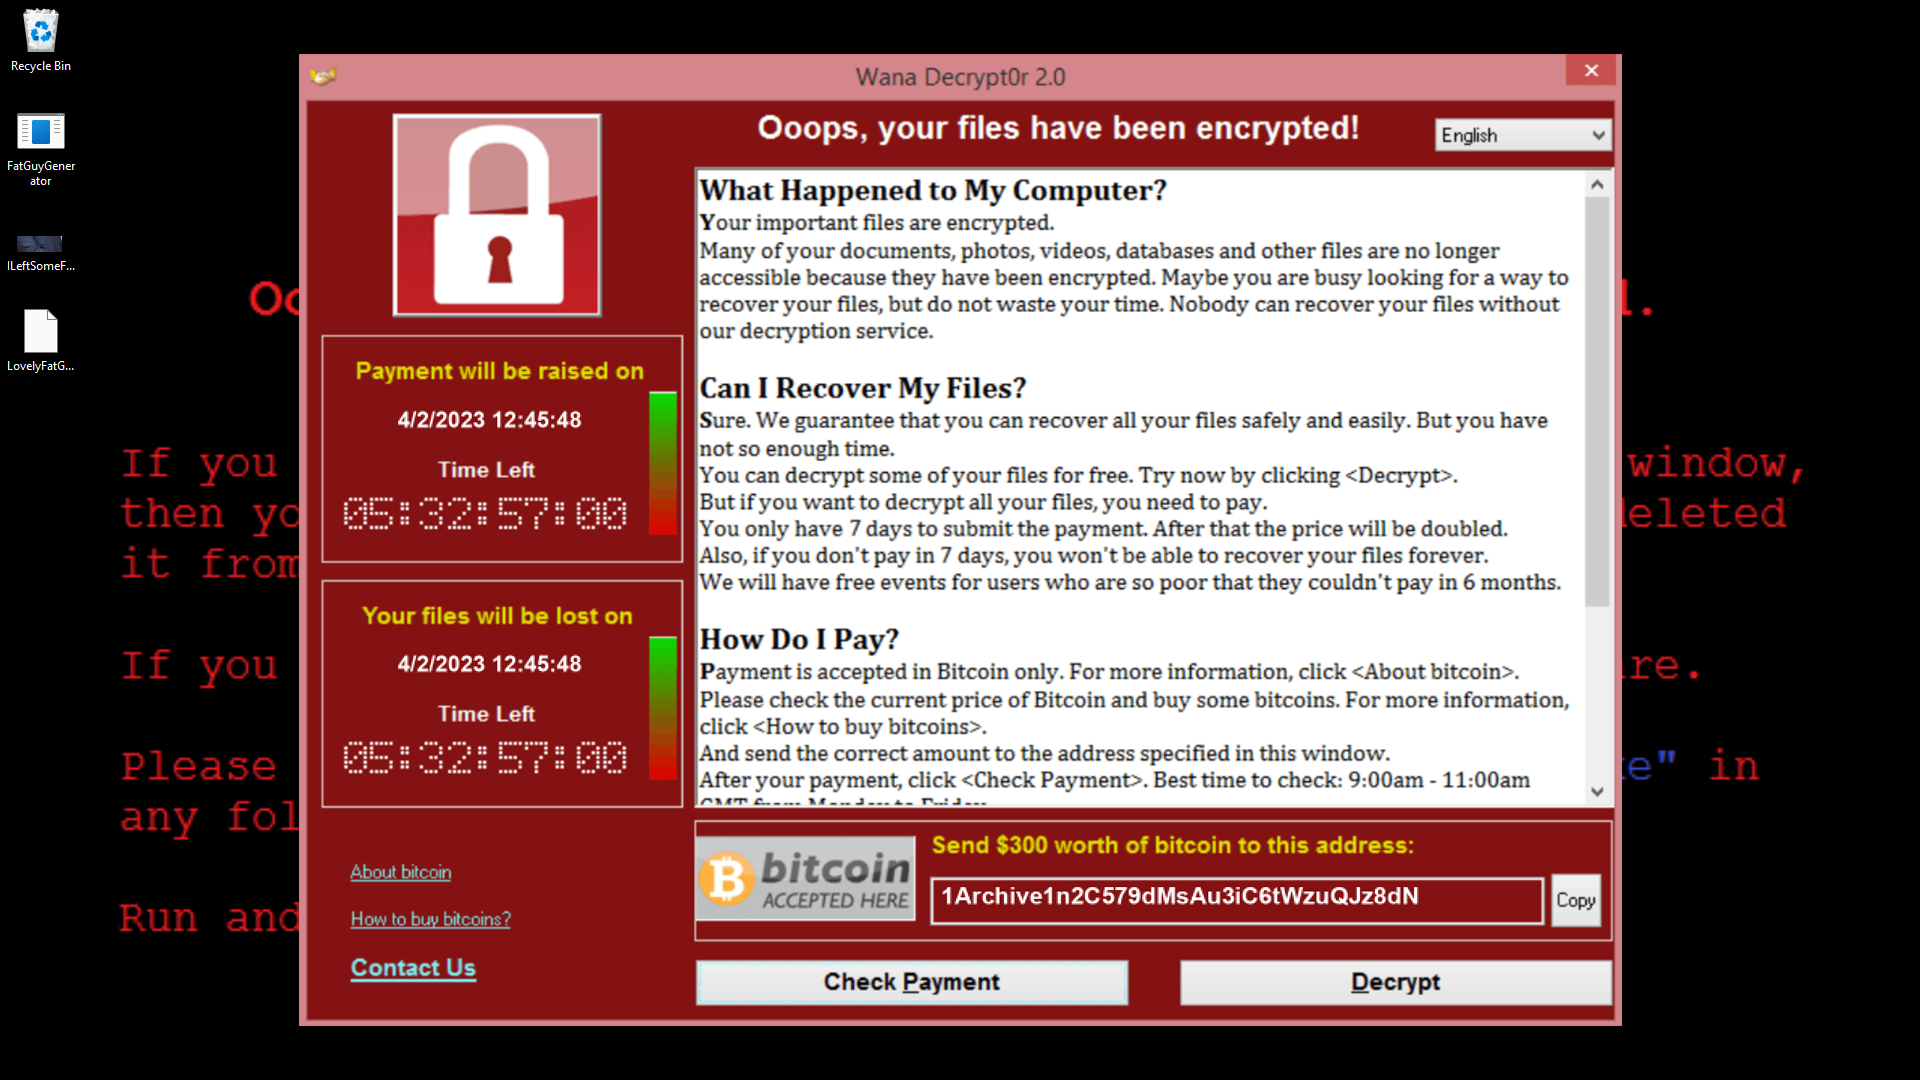 Recycle Bin
FatGuyGener
ator
ILeftSomeF...
LovelyFatG...
Wana Decrypt0r 2.0
Ooops, your files have been encrypted!
English
What Happened to My Computer?
Your important files are encrypted.
Many of your documents, photos, videos, databases and other files are no longer
accessible because they have been encrypted. Maybe you are busy looking for a way to
recover your files, but do not waste your time. Nobody can recover your files without
our decryption service.
Can I Recover My Files?
Sure. We guarantee that you can recover all your files safely and easily. But you have
not so enough time.
You can decrypt some of your files for free. Try now by clicking <Decrypt>.
But if you want to decrypt all your files, you need to pay.
You only have 7 days to submit the payment. After that the price will be doubled.
Also, if you don't pay in 7 days, you won't be able to recover your files forever.
We will have free events for users who are so poor that they couldn't pay in 6 months.
How Do I Pay?
Payment is accepted in Bitcoin only. For more information, click <About bitcoin>.
Please check the current price of Bitcoin and buy some bitcoins. For more information,
click <How to buy bitcoins>.
And send the correct amount to the address specified in this window.
After your payment, click <Check Payment>. Best time to check: 9:00am - 11:00am
GMT from Monday to Friday.
Payment will be raised on
4/2/2023 12:45:48
Time Left
05:32:57:00
Your files will be lost on
4/2/2023 12:45:48
Time Left
05:32:57:00
About bitcoin
How to buy bitcoins?
Contact Us
bitcoin
ACCEPTED HERE
Send $300 worth of bitcoin to this address:
1Archive1n2C579dMsAu3iC6tWzuQJz8dN
Copy
Check Payment
Decrypt
If you window,
then
it from
If you
Please " in
any
Run and